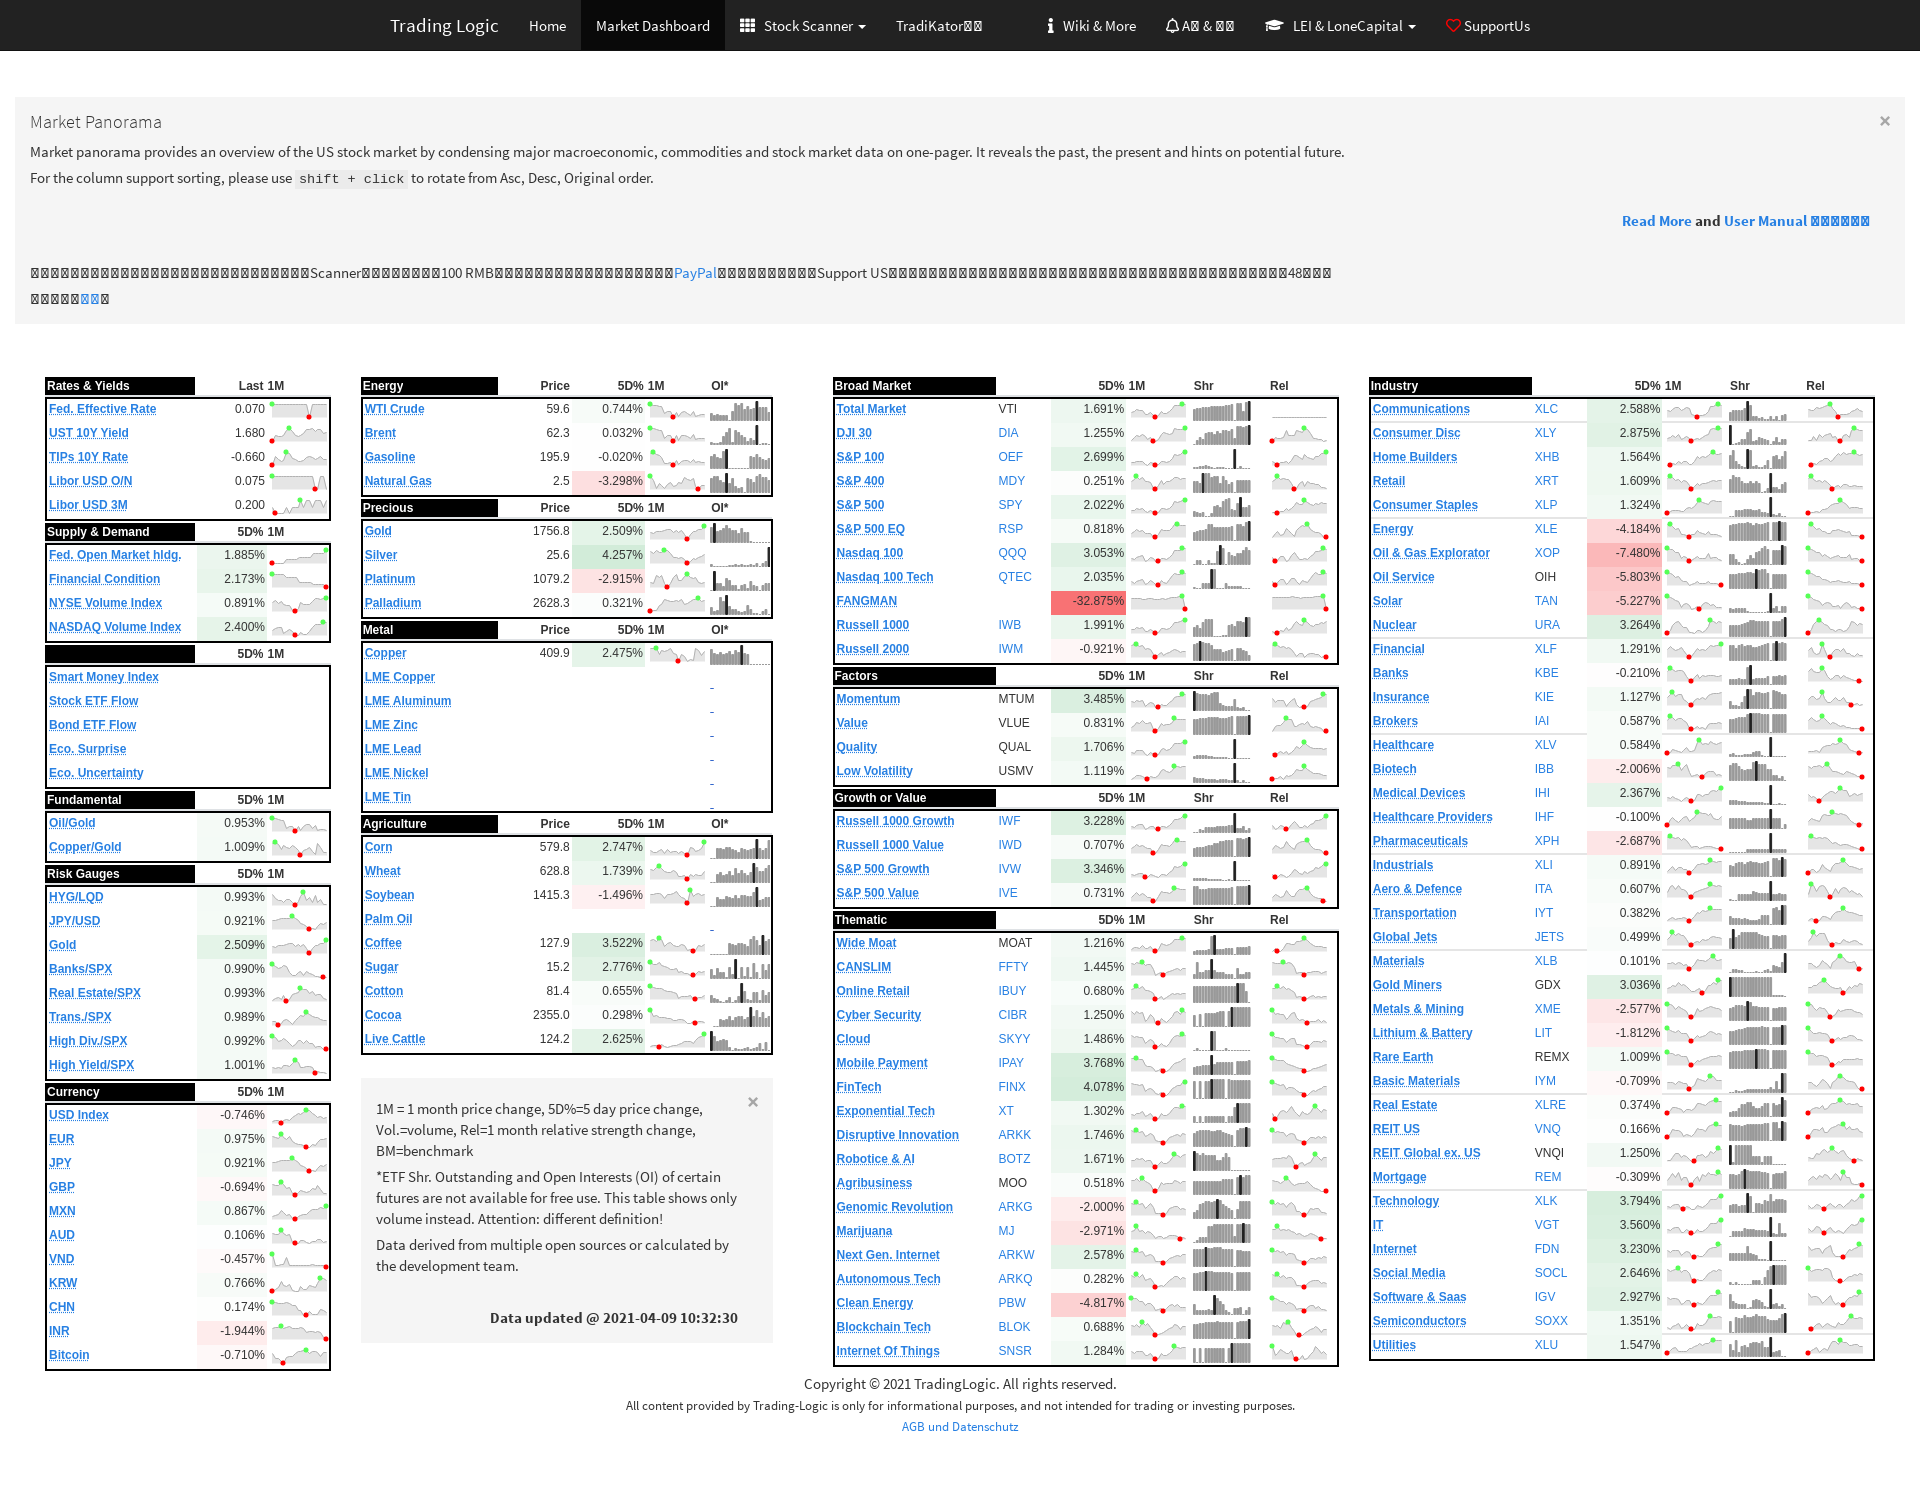 Trading Logic Home Market Dashboard Stock Scanner TradiKator Wiki & More A & LEI & LoneCapital SupportUs
Market Panorama ×
Market panorama provides an overview of the US stock market by condensing major macroeconomic, commodities and stock market data on one-pager. It reveals the past, the present and hints on potential future.
For the column support sorting, please use shift + click to rotate from Asc, Desc, Original order.
Read More and User Manual
Scanner 100 RMB PayPal Support US 48
Rates & Yields Last 1M
Fed. Effective Rate 0.070
UST 10Y Yield 1.680
TIPs 10Y Rate -0.660
Libor USD O/N 0.075
Libor USD 3M 0.200
Supply & Demand 5D% 1M
Fed. Open Market hldg. 1.885%
Financial Condition 2.173%
NYSE Volume Index 0.891%
NASDAQ Volume Index 2.400%
5D% 1M
Smart Money Index
Stock ETF Flow
Bond ETF Flow
Eco. Surprise
Eco. Uncertainty
Fundamental 5D% 1M
Oil/Gold 0.953%
Copper/Gold 1.009%
Risk Gauges 5D% 1M
HYG/LQD 0.993%
JPY/USD 0.921%
Gold 2.509%
Banks/SPX 0.990%
Real Estate/SPX 0.993%
Trans./SPX 0.989%
High Div./SPX 0.992%
High Yield/SPX 1.001%
Currency 5D% 1M
USD Index -0.746%
EUR 0.975%
JPY 0.921%
GBP -0.694%
MXN 0.867%
AUD 0.106%
VND -0.457%
KRW 0.766%
CHN 0.174%
INR -1.944%
Bitcoin -0.710%
Energy Price 5D% 1M OI*
WTI Crude 59.6 0.744%
Brent 62.3 0.032%
Gasoline 195.9 -0.020%
Natural Gas 2.5 -3.298%
Precious Price 5D% 1M OI*
Gold 1756.8 2.509%
Silver 25.6 4.257%
Platinum 1079.2 -2.915%
Palladium 2628.3 0.321%
Metal Price 5D% 1M OI*
Copper 409.9 2.475%
LME Copper -
LME Aluminum -
LME Zinc -
LME Lead -
LME Nickel -
LME Tin -
Agriculture Price 5D% 1M OI*
Corn 579.8 2.747%
Wheat 628.8 1.739%
Soybean 1415.3 -1.496%
Palm Oil -
Coffee 127.9 3.522%
Sugar 15.2 2.776%
Cotton 81.4 0.655%
Cocoa 2355.0 0.298%
Live Cattle 124.2 2.625%
×
1M = 1 month price change, 5D%=5 day price change,
Vol.=volume, Rel=1 month relative strength change,
BM=benchmark
*ETF Shr. Outstanding and Open Interests (OI) of certain
futures are not available for free use. This table shows only
volume instead. Attention: different definition!
Data derived from multiple open sources or calculated by
the development team.
Data updated @ 2021-04-09 10:32:30
Broad Market 5D% 1M Shr Rel
Total Market VTI 1.691%
DJI 30 DIA 1.255%
S&P 100 OEF 2.699%
S&P 400 MDY 0.251%
S&P 500 SPY 2.022%
S&P 500 EQ RSP 0.818%
Nasdaq 100 QQQ 3.053%
Nasdaq 100 Tech QTEC 2.035%
FANGMAN -32.875%
Russell 1000 IWB 1.991%
Russell 2000 IWM -0.921%
Factors 5D% 1M Shr Rel
Momentum MTUM 3.485%
Value VLUE 0.831%
Quality QUAL 1.706%
Low Volatility USMV 1.119%
Growth or Value 5D% 1M Shr Rel
Russell 1000 Growth IWF 3.228%
Russell 1000 Value IWD 0.707%
S&P 500 Growth IVW 3.346%
S&P 500 Value IVE 0.731%
Thematic 5D% 1M Shr Rel
Wide Moat MOAT 1.216%
CANSLIM FFTY 1.445%
Online Retail IBUY 0.680%
Cyber Security CIBR 1.250%
Cloud SKYY 1.486%
Mobile Payment IPAY 3.768%
FinTech FINX 4.078%
Exponential Tech XT 1.302%
Disruptive Innovation ARKK 1.746%
Robotice & AI BOTZ 1.671%
Agribusiness MOO 0.518%
Genomic Revolution ARKG -2.000%
Marijuana MJ -2.971%
Next Gen. Internet ARKW 2.578%
Autonomous Tech ARKQ 0.282%
Clean Energy PBW -4.817%
Blockchain Tech BLOK 0.688%
Internet Of Things SNSR 1.284%
Industry 5D% 1M Shr Rel
Communications XLC 2.588%
Consumer Disc XLY 2.875%
Home Builders XHB 1.564%
Retail XRT 1.609%
Consumer Staples XLP 1.324%
Energy XLE -4.184%
Oil & Gas Explorator XOP -7.480%
Oil Service OIH -5.803%
Solar TAN -5.227%
Nuclear URA 3.264%
Financial XLF 1.291%
Banks KBE -0.210%
Insurance KIE 1.127%
Brokers IAI 0.587%
Healthcare XLV 0.584%
Biotech IBB -2.006%
Medical Devices IHI 2.367%
Healthcare Providers IHF -0.100%
Pharmaceuticals XPH -2.687%
Industrials XLI 0.891%
Aero & Defence ITA 0.607%
Transportation IYT 0.382%
Global Jets JETS 0.499%
Materials XLB 0.101%
Gold Miners GDX 3.036%
Metals & Mining XME -2.577%
Lithium & Battery LIT -1.812%
Rare Earth REMX 1.009%
Basic Materials IYM -0.709%
Real Estate XLRE 0.374%
REIT US VNQ 0.166%
REIT Global ex. US VNQI 1.250%
Mortgage REM -0.309%
Technology XLK 3.794%
IT VGT 3.560%
Internet FDN 3.230%
Social Media SOCL 2.646%
Software & Saas IGV 2.927%
Semiconductors SOXX 1.351%
Utilities XLU 1.547%
Copyright © 2021 TradingLogic. All rights reserved.
All content provided by Trading-Logic is only for informational purposes, and not intended for trading or investing purposes.
AGB und Datenschutz